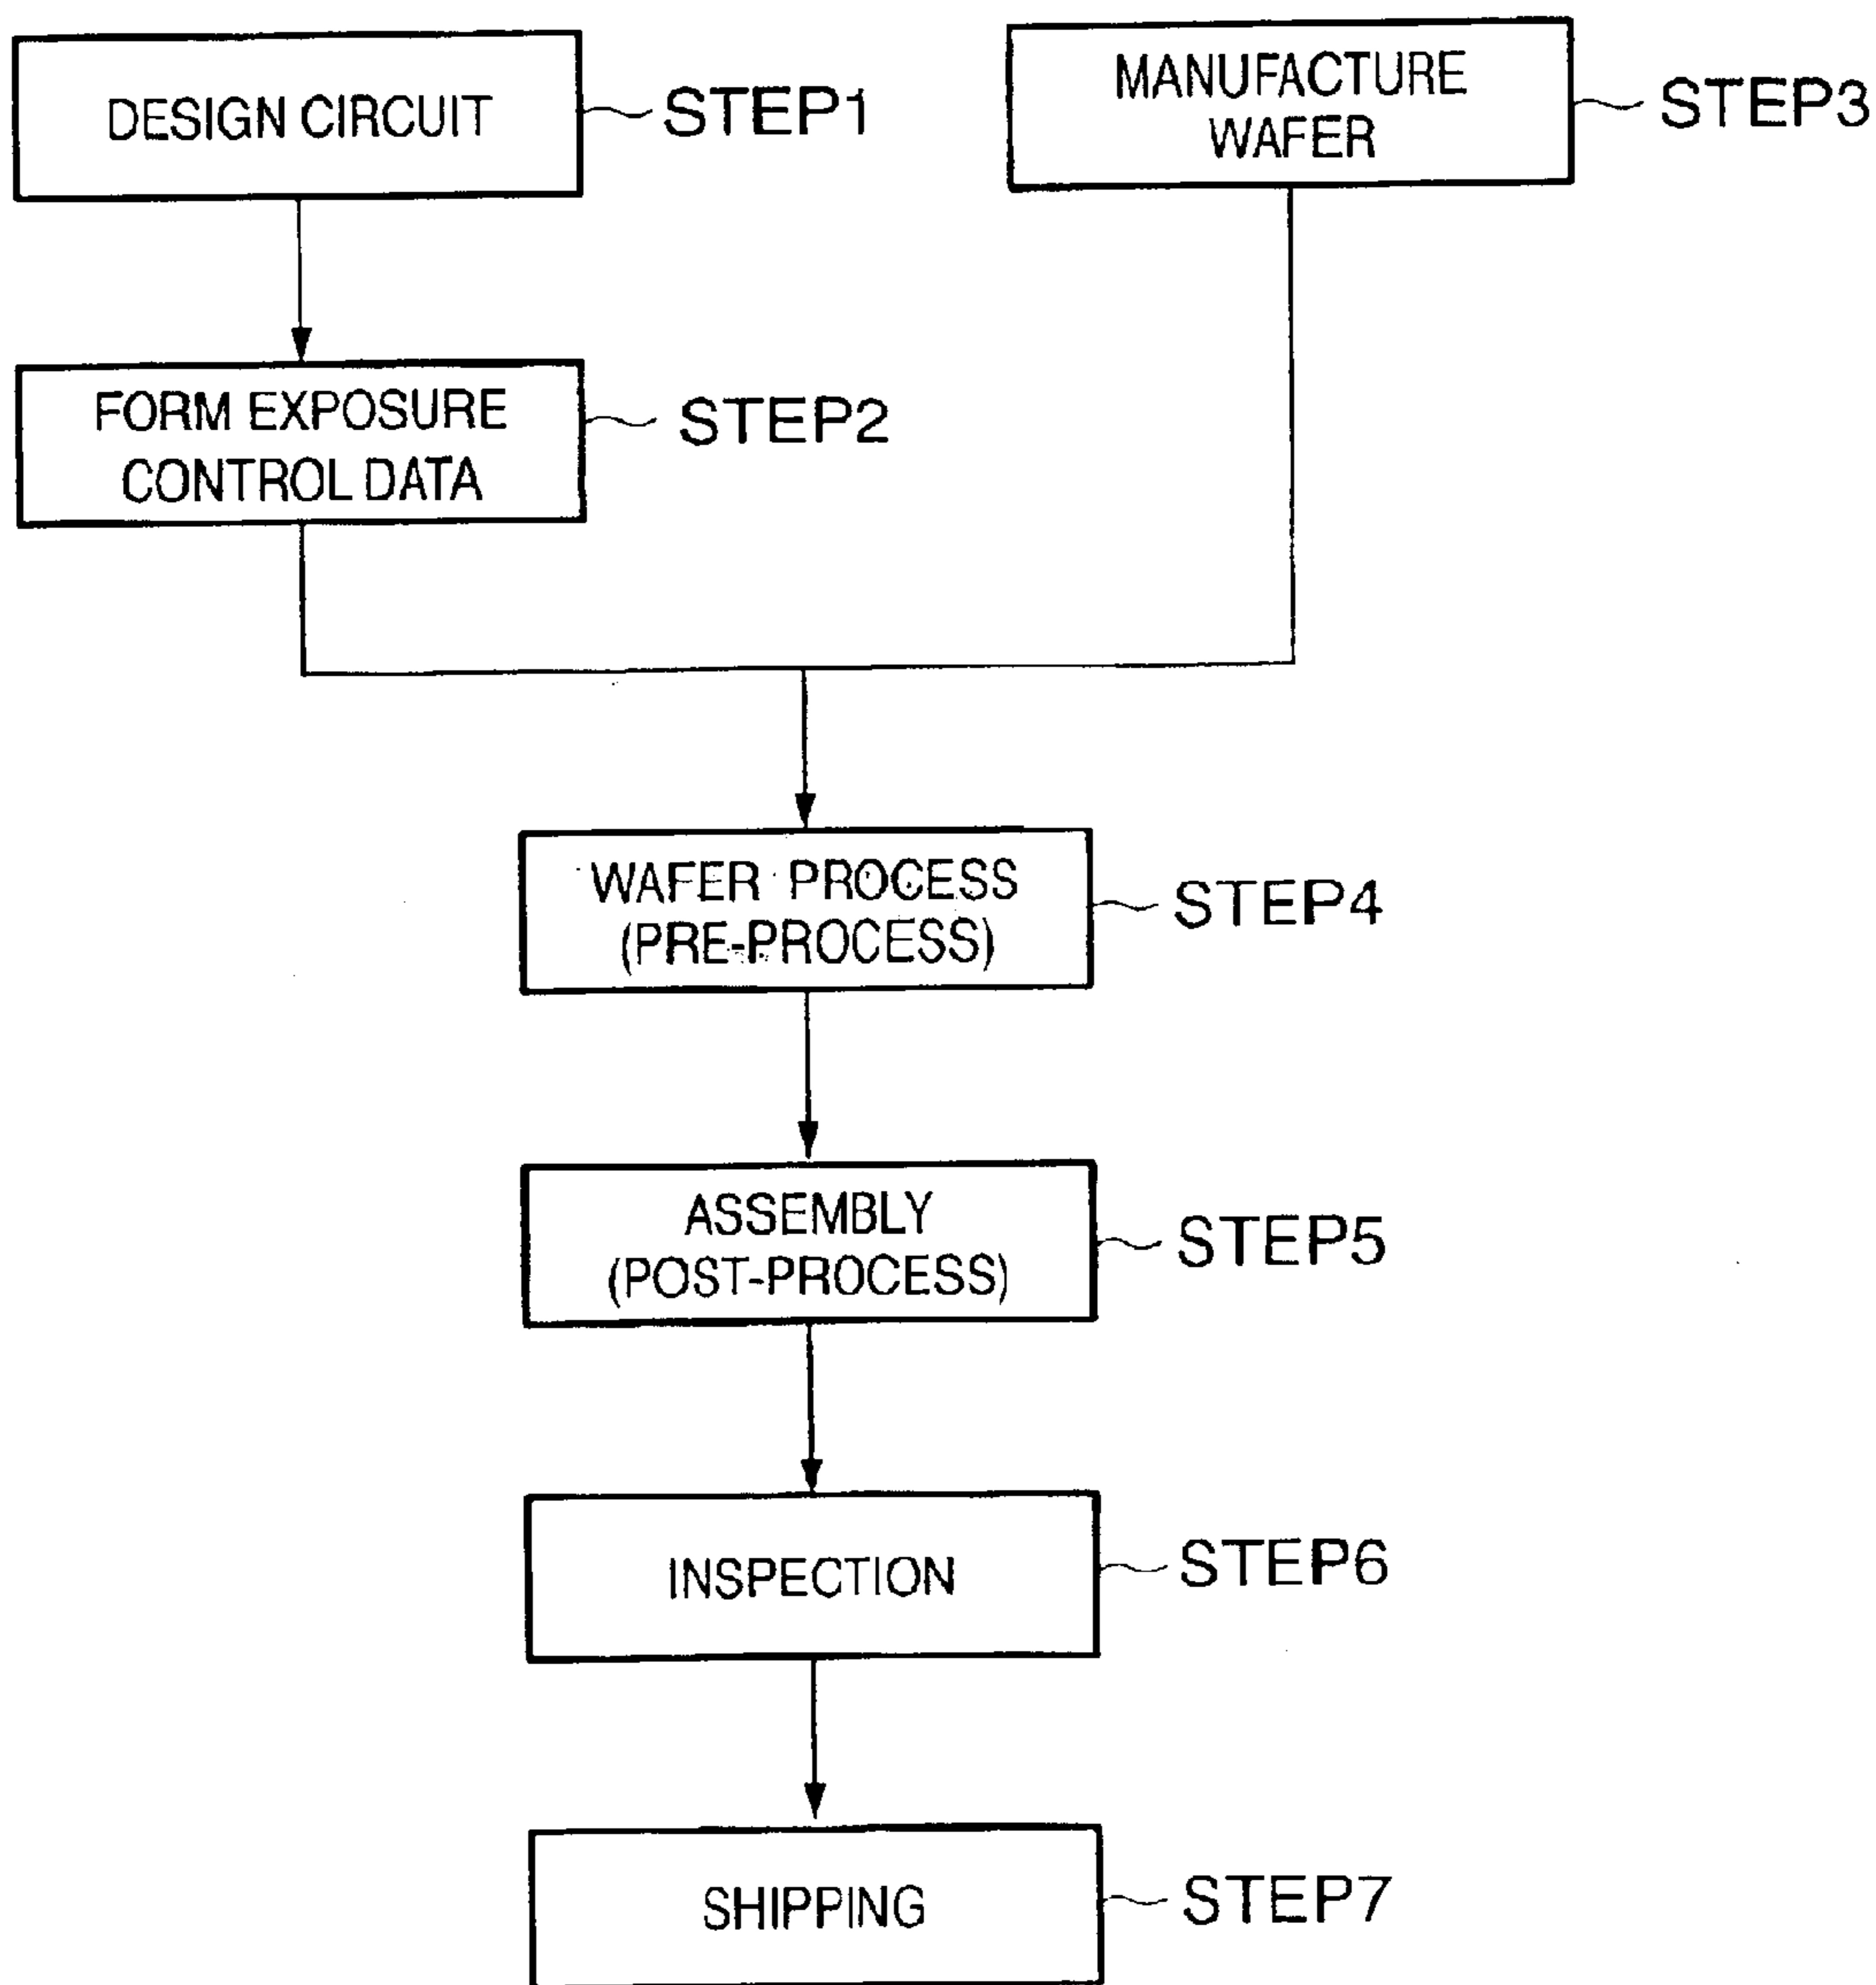 DESIGN CIRCUIT
STEP1
MANUFACTURE
WAFER
STEP3
FORM EXPOSURE
CONTROL DATA
STEP2
WAFER PROCESS
(PRE-PROCESS)
STEP4
ASSEMBLY
(POST-PROCESS)
STEP5
INSPECTION
STEP6
SHIPPING
STEP7